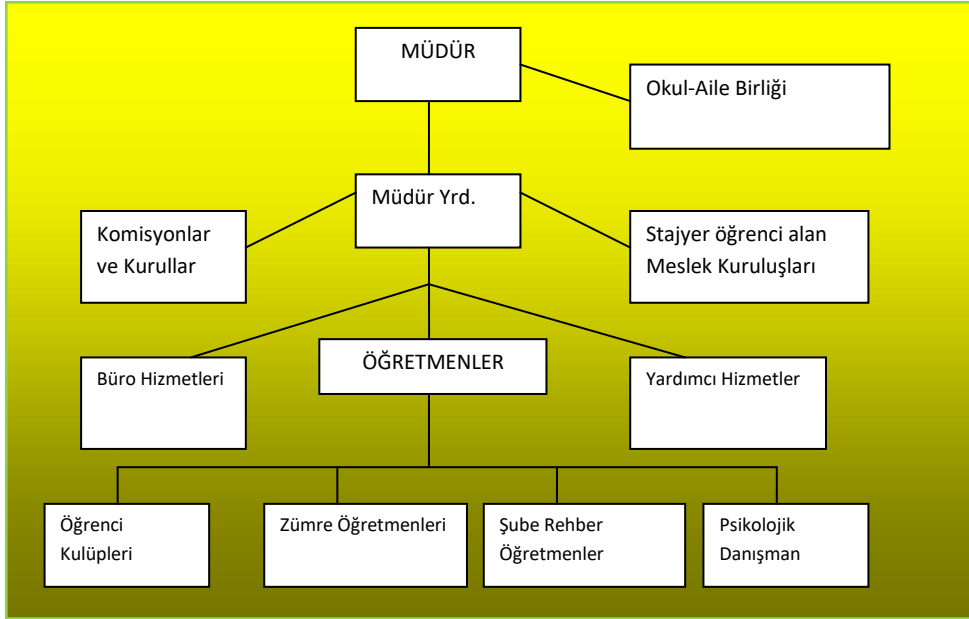 MÜDÜR
Okul-Aile Birliği
Müdür Yrd.
Komisyonlar
ve Kurullar
Stajyer öğrenci alan
Meslek Kuruluşları
Büro Hizmetleri
ÖĞRETMENLER
Yardımcı Hizmetler
Öğrenci
Kulüpleri
Zümre Öğretmenleri
Şube Rehber
Öğretmenler
Psikolojik
Danışman